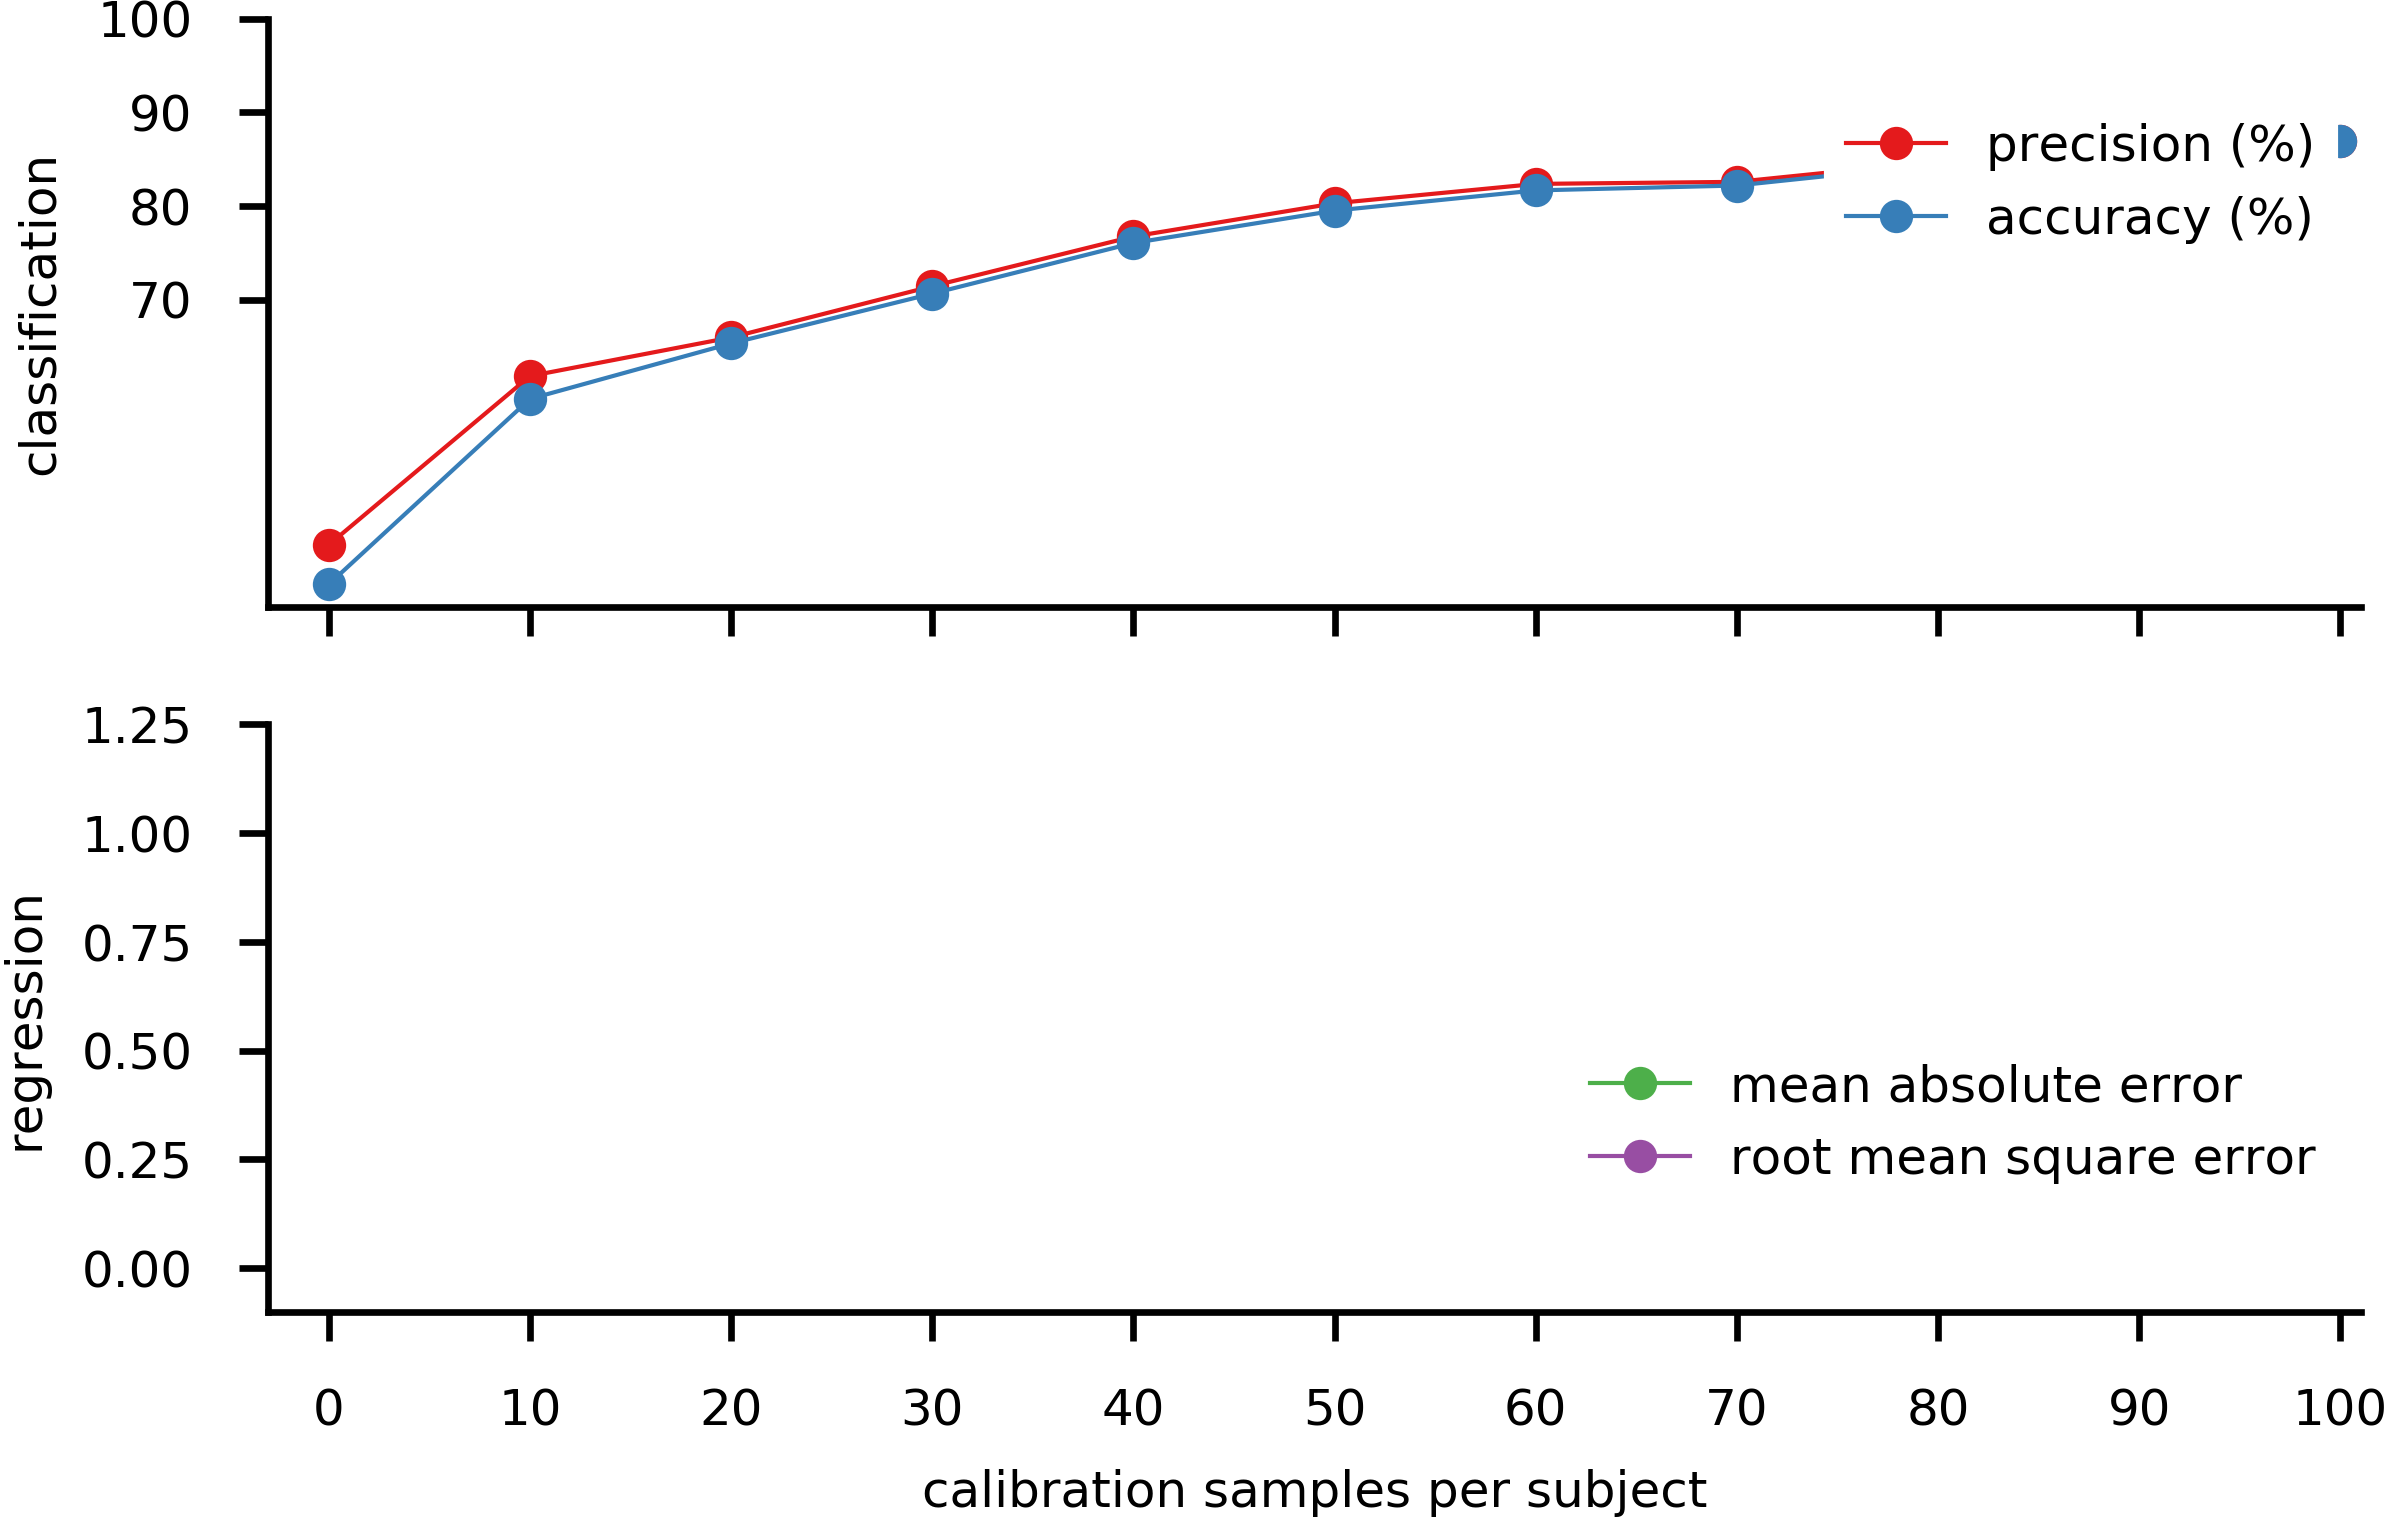 100
90
80
70
classification
precision (%)
accuracy (%)
1.25
1.00
0.75
0.50
0.25
0.00
regression
mean absolute error
root mean square error
0 10 20 30 40 50 60 70 80 90 100
calibration samples per subject